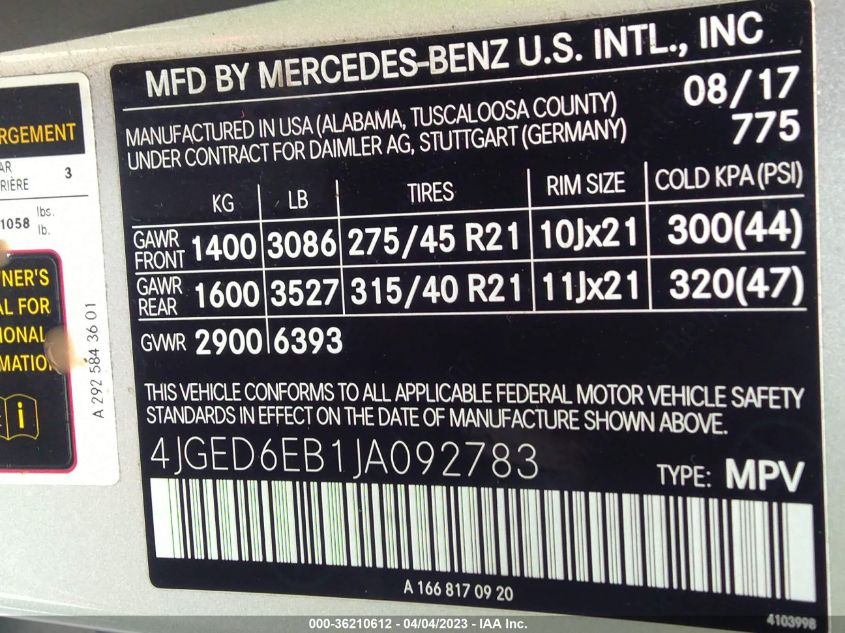 MFD BY MERCEDES-BENZ U.S. INTL., INC
08/17
MANUFACTURED IN USA (ALABAMA, TUSCALOOSA COUNTY)
UNDER CONTRACT FOR DAIMLER AG, STUTTGART (GERMANY)
775
KG LB TIRES RIM SIZE COLD KPA (PSI)
GAWR FRONT 1400 3086 275/45 R21 10Jx21 300(44)
GAWR REAR 1600 3527 315/40 R21 11Jx21 320(47)
GVWR 2900 6393
THIS VEHICLE CONFORMS TO ALL APPLICABLE FEDERAL MOTOR VEHICLE SAFETY
STANDARDS IN EFFECT ON THE DATE OF MANUFACTURE SHOWN ABOVE.
4JGED6EB1JA092783
TYPE: MPV
A 166 817 09 20
4103998
RGEMENT
AR
RIÈRE 3
1058 lbs.
lb.
NER'S
AL FOR
IONAL
MATION
i
A 292 584 36 01
000-36210612 - 04/04/2023 - IAA Inc.